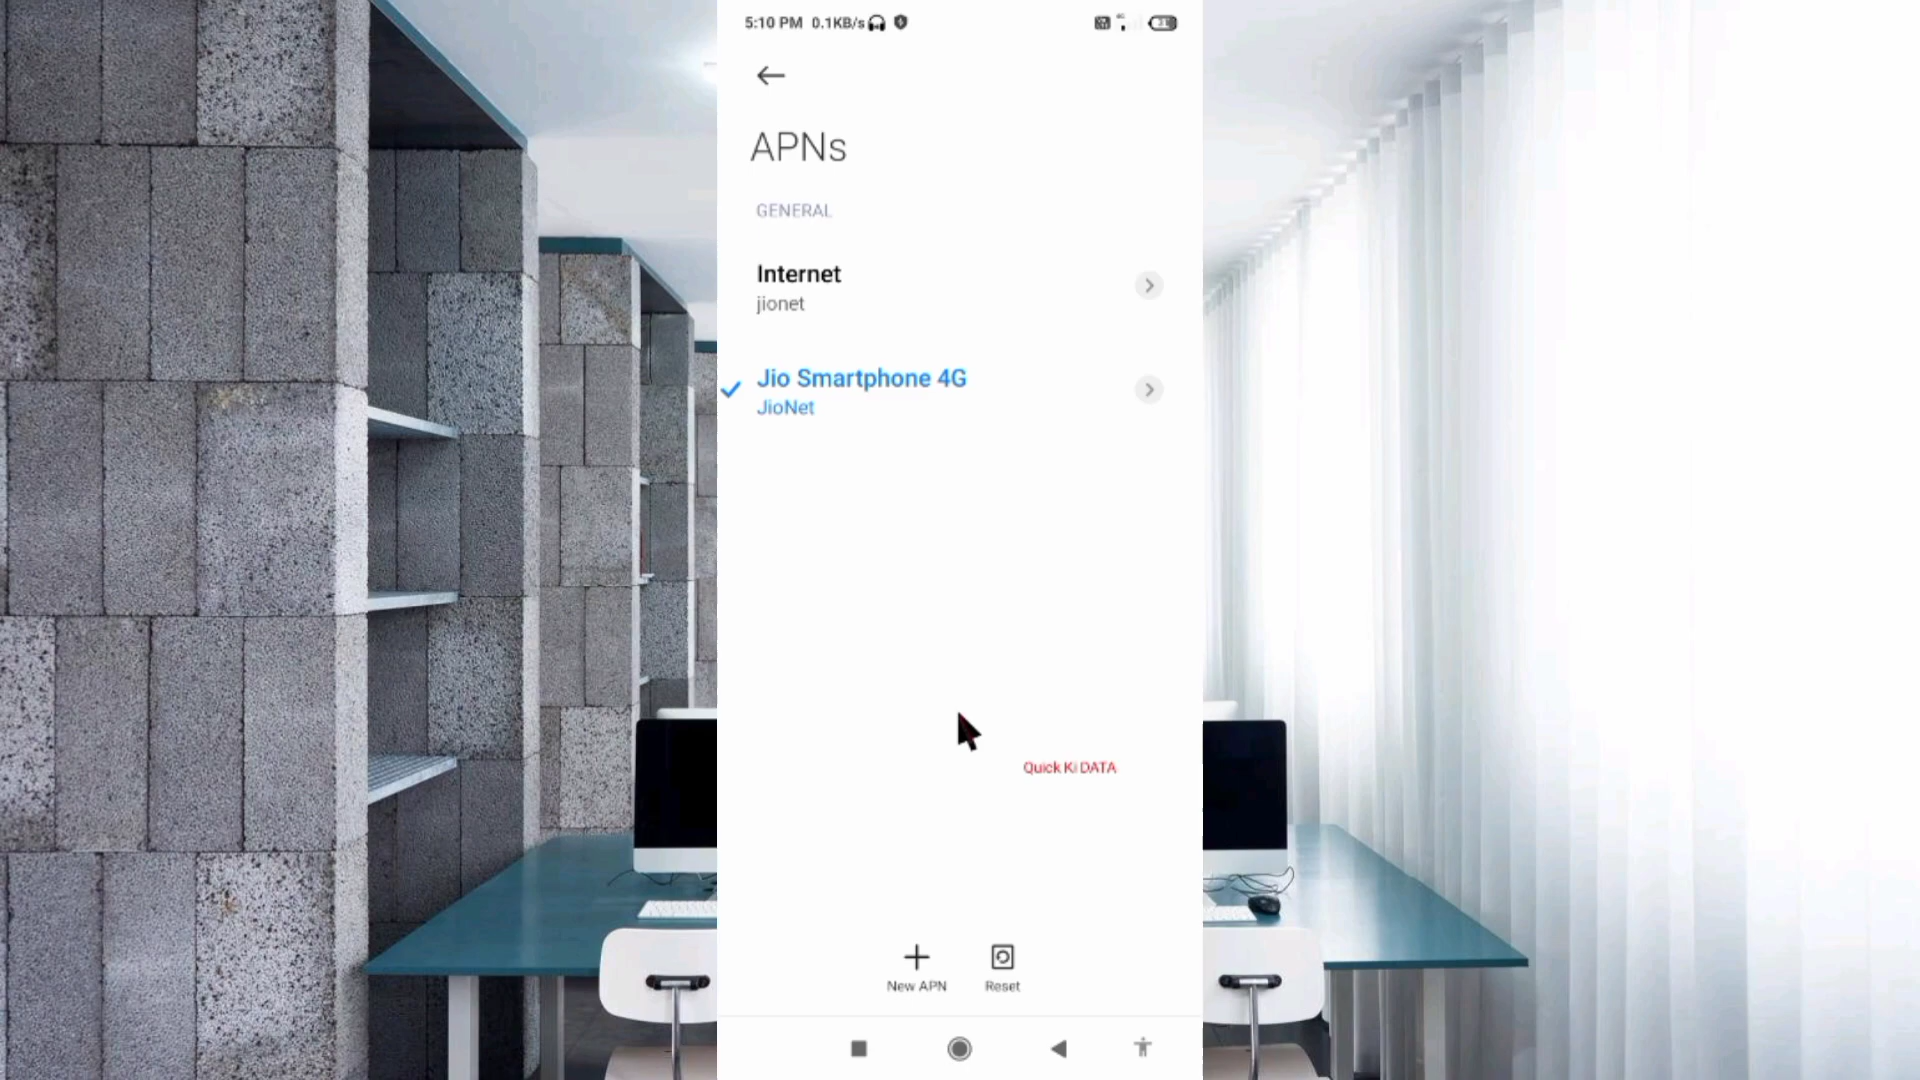 5:10 PM 0.1KB/s
APNs
GENERAL
Internet
jionet
Jio Smartphone 4G
JioNet
Quick Ki DATA
New APN
Reset